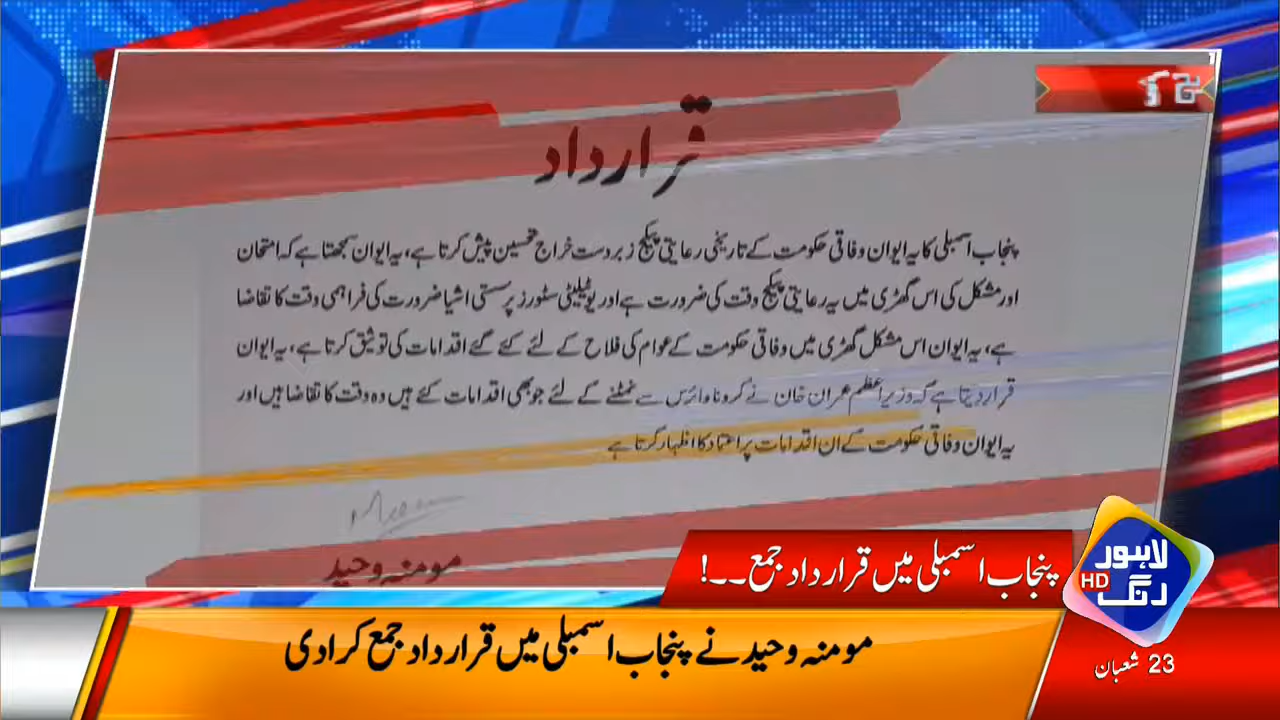 قرارداد
پنجاب اسمبلی کا یہ ایوان وفاقی حکومت کے تاریخی رعایتی پیکج زبردست خراج تحسین پیش کرتا ہے، یہ ایوان سمجھتا ہے کہ امتحان
اور مشکل کی اس گھڑی میں یہ رعایتی پیکج وقت کی ضرورت ہے اور یوٹیلیٹی سٹورز پر سستی اشیا ضرورت کی فراہمی وقت کا تقاضا
ہے، یہ ایوان اس مشکل گھڑی میں وفاقی حکومت کے عوام کی فلاح کے لئے کئے گئے اقدامات کی توثیق کرتا ہے، یہ ایوان
قرار دیتا ہے کہ وزیراعظم عمران خان نے کرونا وائرس سے نمٹنے کے لئے جو بھی اقدامات کئے ہیں وہ وقت کا تقاضا ہیں اور
یہ ایوان وفاقی حکومت کے ان اقدامات پر اعتماد کا اظہار کرتا ہے
مومنہ وحید
پنجاب اسمبلی میں قرارداد جمع ۔۔!
لاہور
رنگ HD
مومنہ وحید نے پنجاب اسمبلی میں قرارداد جمع کرا دی
23 شعبان